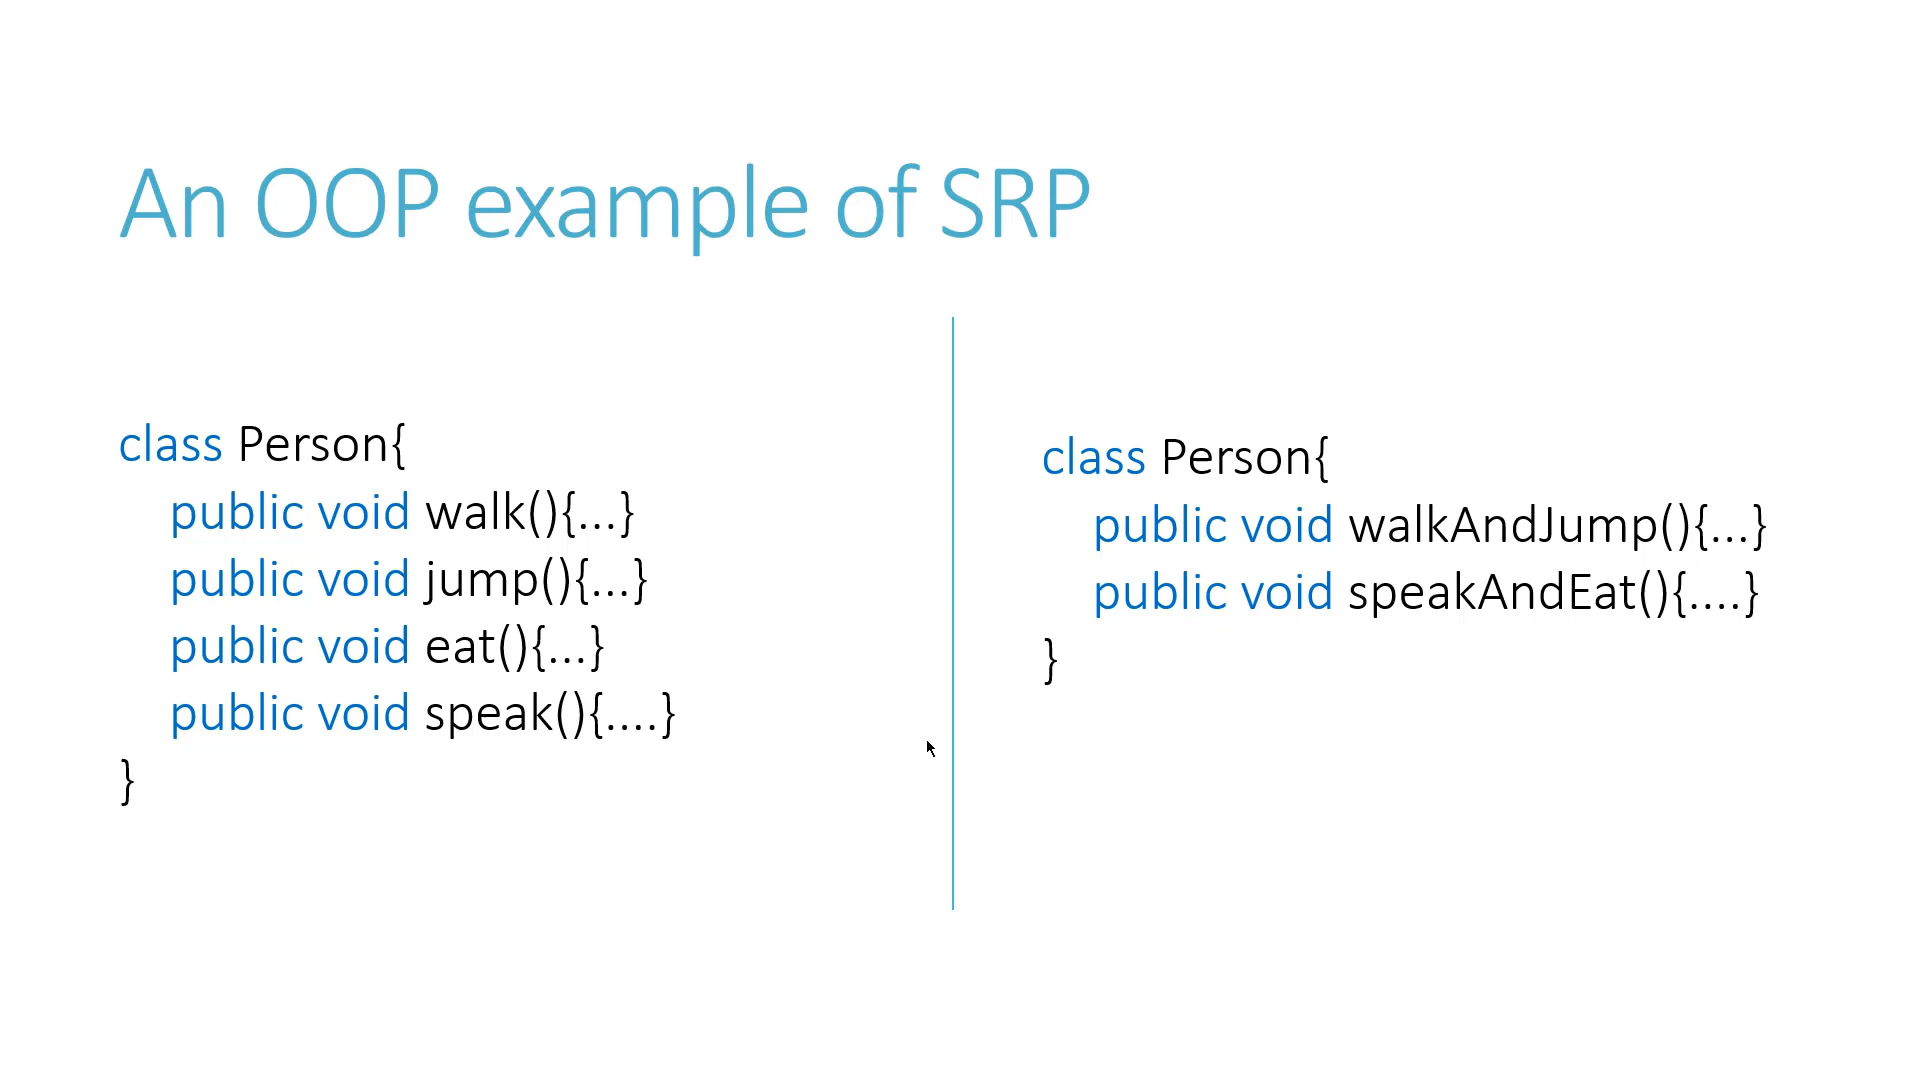 An OOP example of SRP
class Person{
public void walk(){...}
public void jump(){...}
public void eat(){...}
public void speak(){....}
}
class Person{
public void walkAndJump(){...}
public void speakAndEat(){....}
}